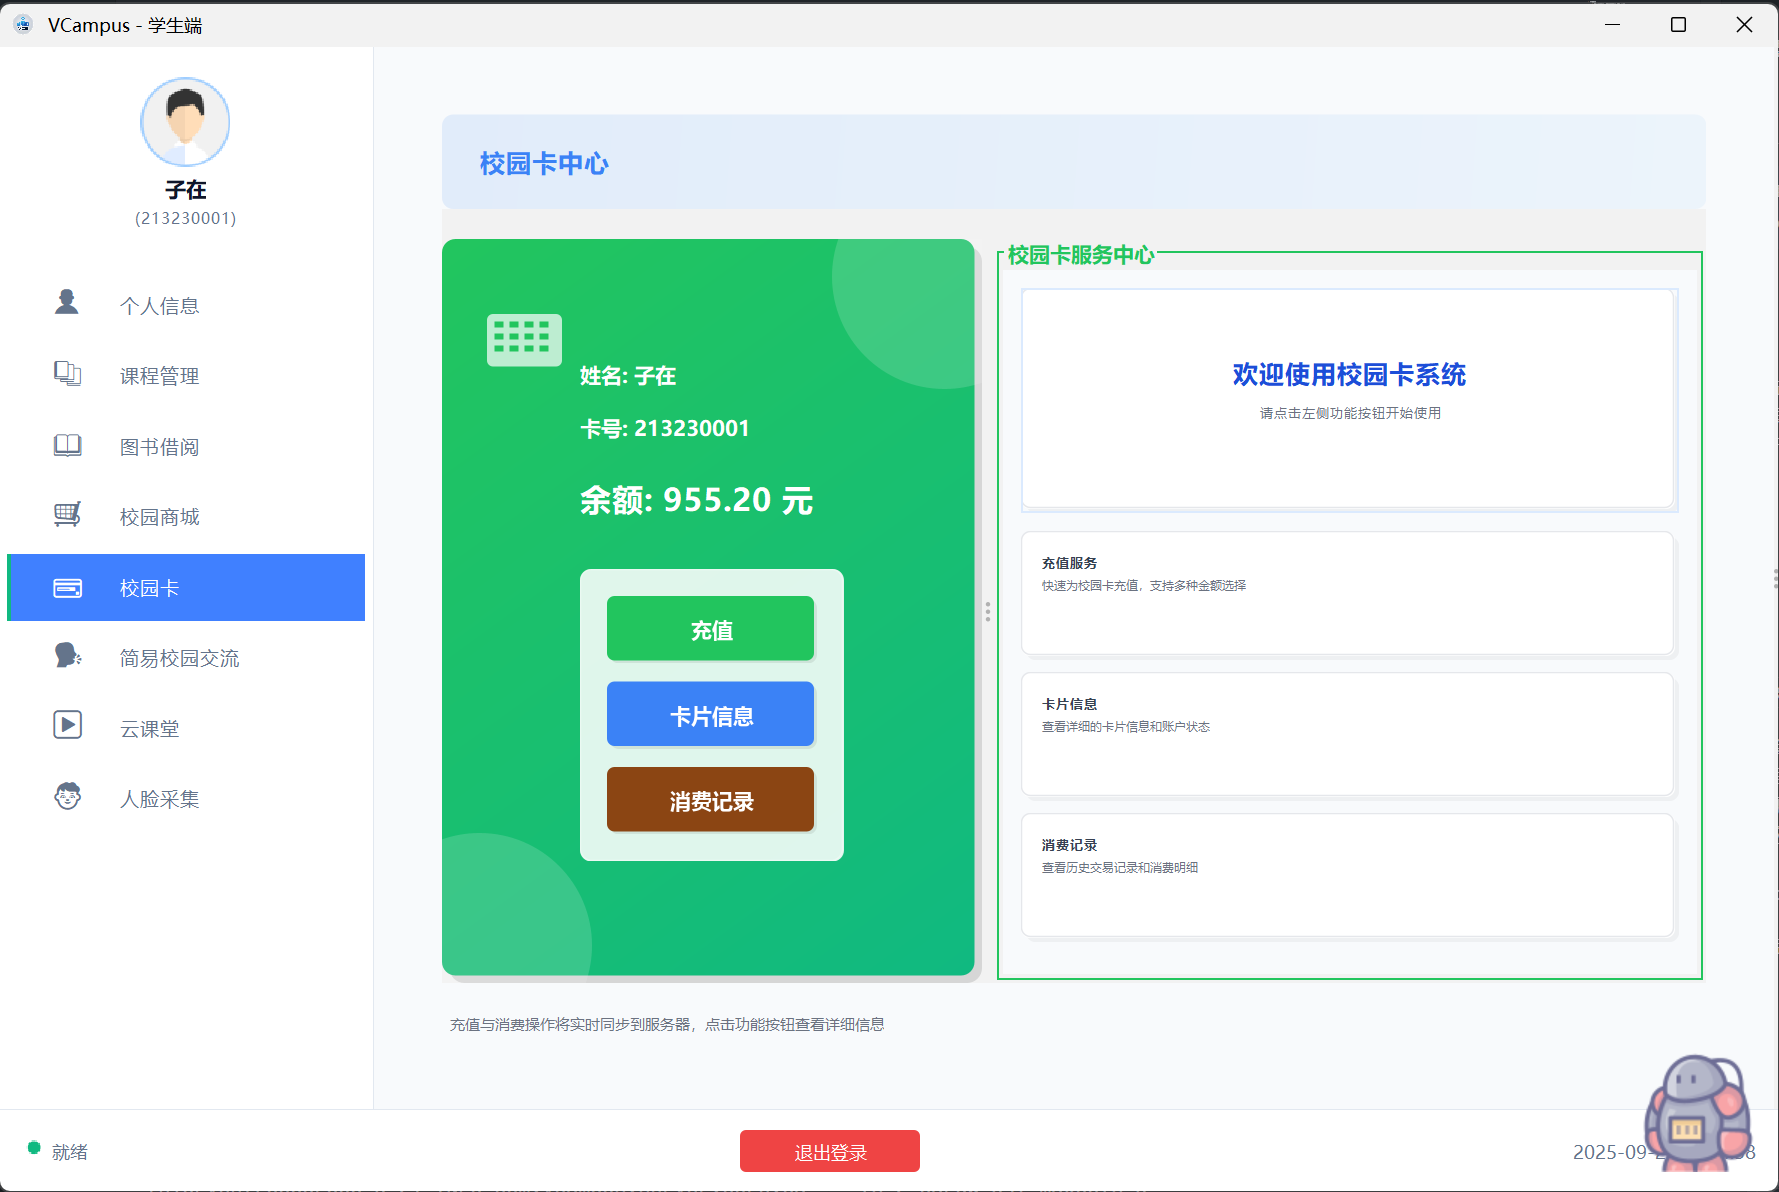 VCampus - 学生端
子在
(213230001)
个人信息
课程管理
图书借阅
校园商城
校园卡
简易校园交流
云课堂
人脸采集
校园卡中心
姓名: 子在
卡号: 213230001
余额: 955.20 元
充值
卡片信息
消费记录
校园卡服务中心
欢迎使用校园卡系统
请点击左侧功能按钮开始使用
充值服务
快速为校园卡充值，支持多种金额选择
卡片信息
查看详细的卡片信息和账户状态
消费记录
查看历史交易记录和消费明细
充值与消费操作将实时同步到服务器，点击功能按钮查看详细信息
就绪
退出登录
2025-09-